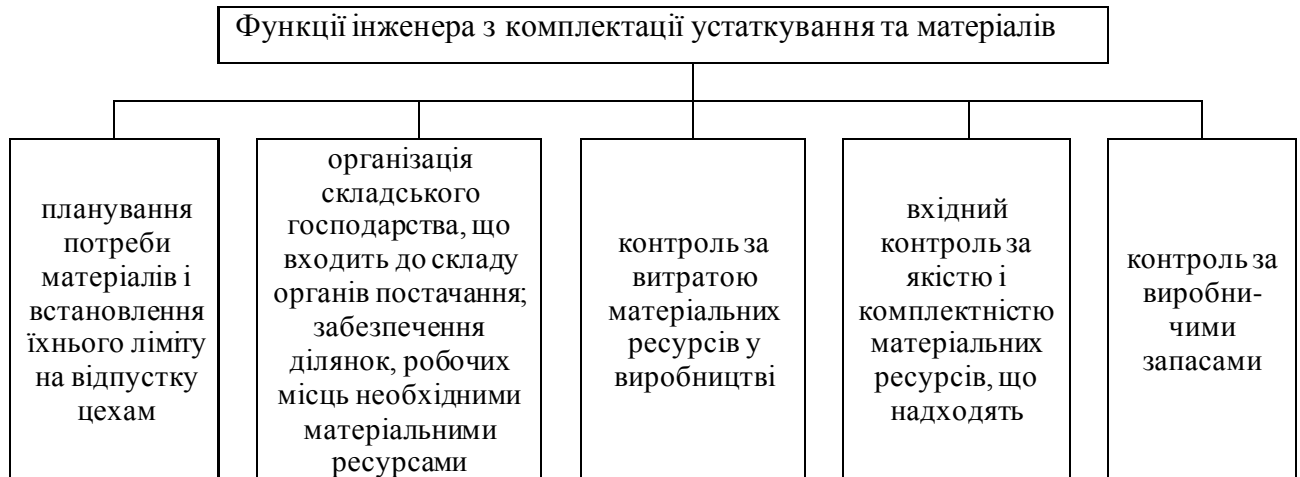 Функції інженера з комплектації устаткування та матеріалів
планування
потреби
матеріалів і
встановлення
їхнього ліміту
на відпустку
цехам
організація
складського
господарства, що
входить до складу
органів постачання;
забезпечення
ділянок, робочих
місць необхідними
матеріальними
ресурсами
контроль за
витратою
матеріальних
ресурсів у
виробництві
вхідний
контроль за
якістю і
комплектністю
матеріальних
ресурсів, що
надходять
контроль за
виробни-
чими
запасами